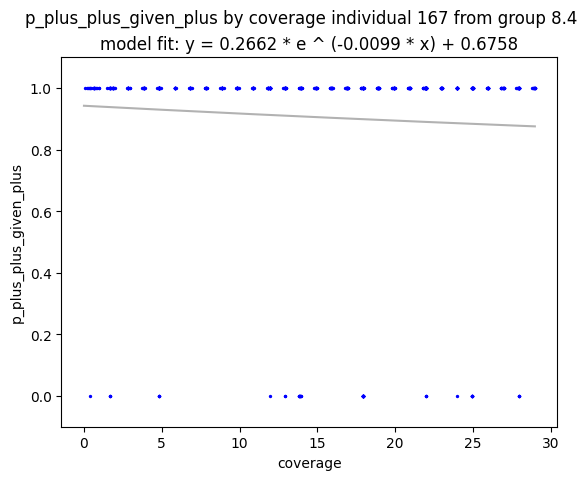 p_plus_plus_given_plus by coverage individual 167 from group 8.4
model fit: y = 0.2662 * e ^ (-0.0099 * x) + 0.6758
1.0
0.8
0.6
0.4
0.2
0.0
p_plus_plus_given_plus
0 5 10 15 20 25 30
coverage